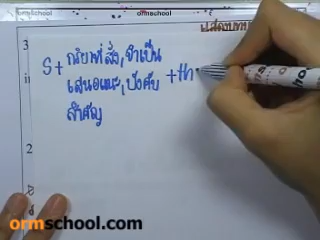 ormschool
3
S+ กริยาที่สั่ง, จำเป็น
เสนอแนะ, บังคับ +th
สำคัญ
2
ormschool.com